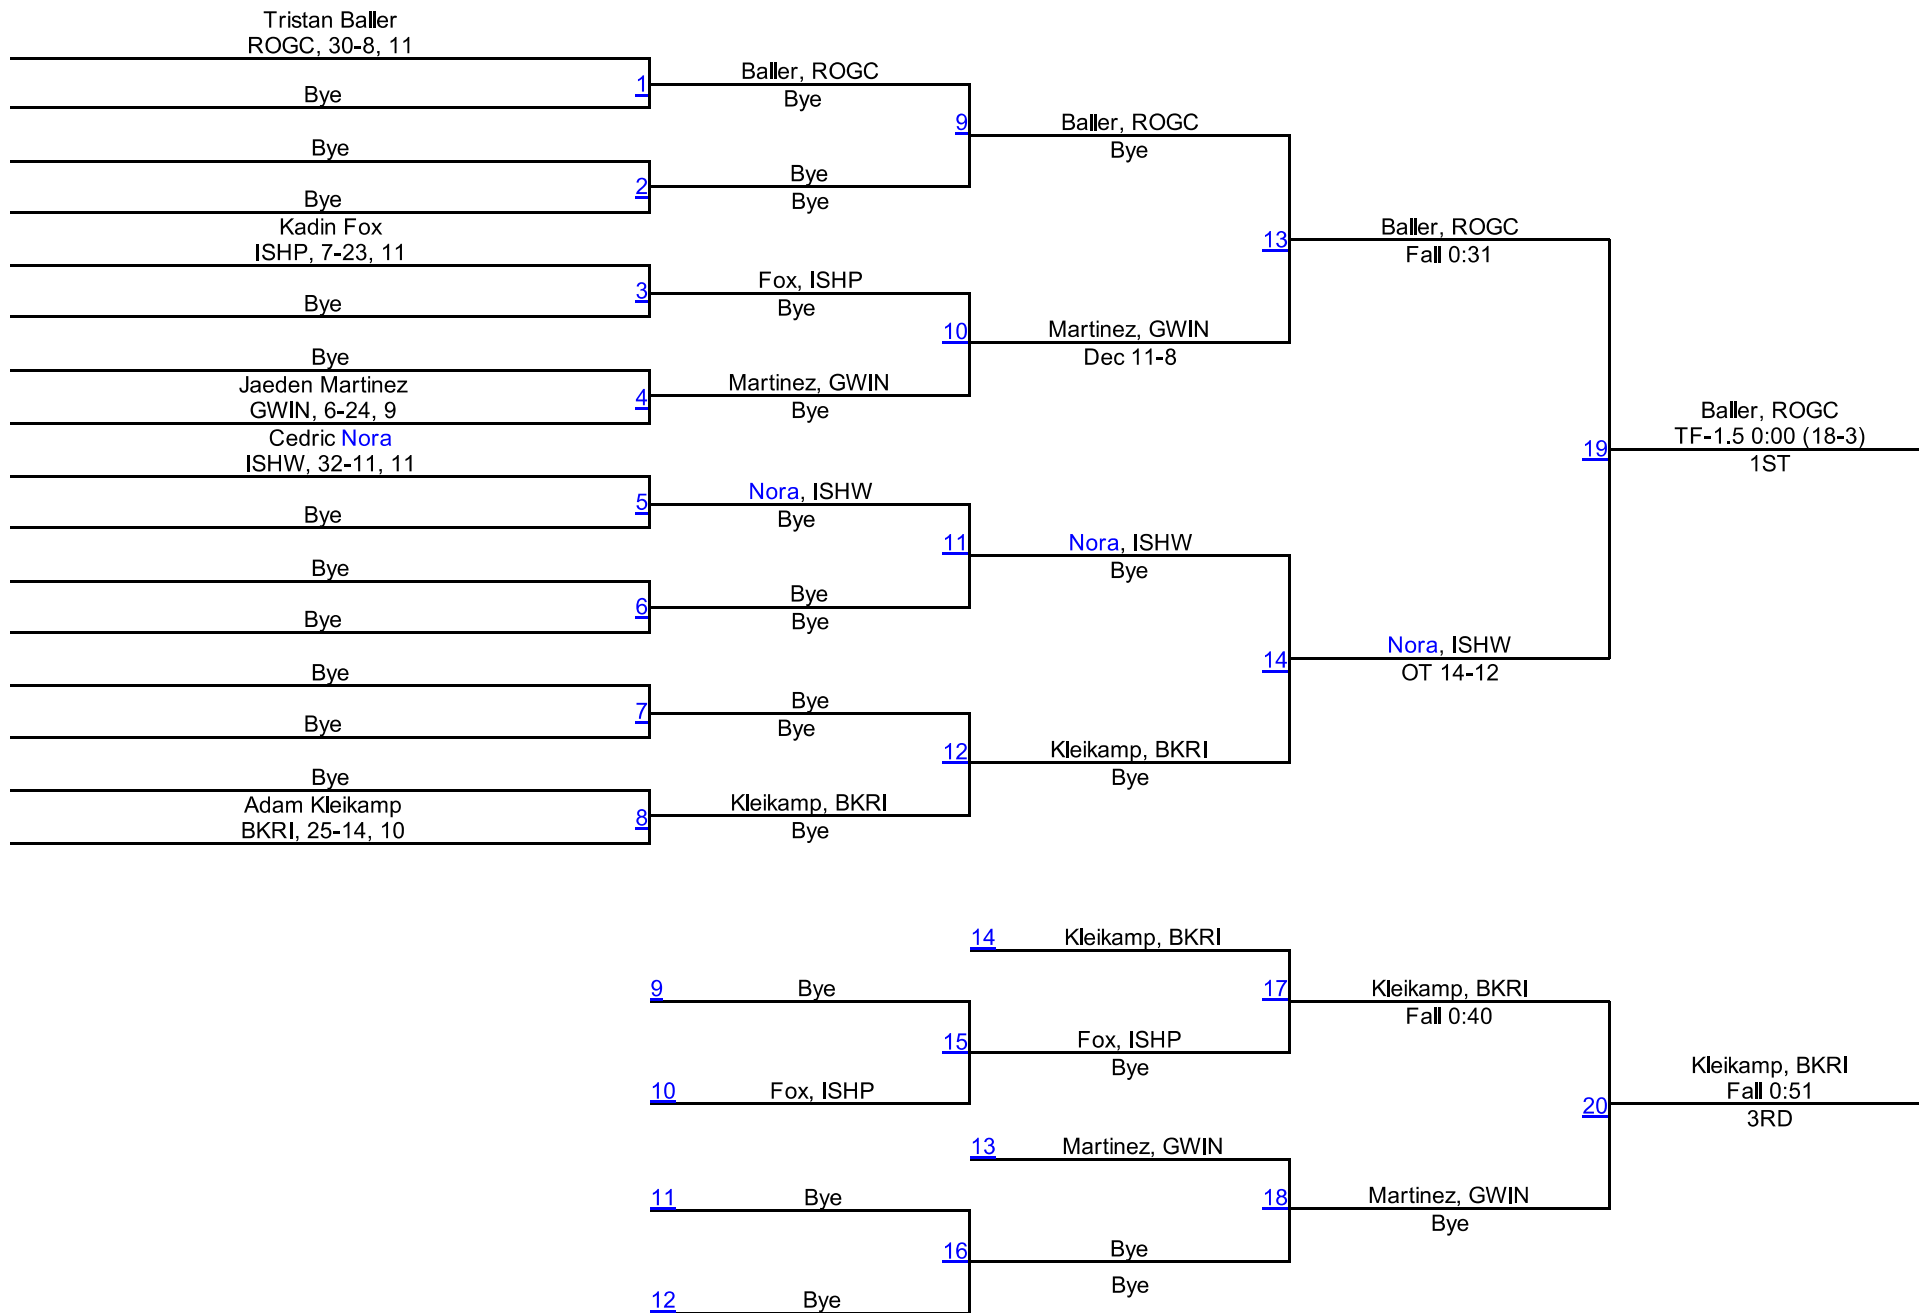 Tristan Baller
ROGC, 30-8, 11
1
Bye
Baller, ROGC
Bye
9
Baller, ROGC
Bye
Bye
2
Bye
Bye
Bye
Kadin Fox
ISHP, 7-23, 11
13
Baller, ROGC
Fall 0:31
3
Bye
Fox, ISHP
Bye
10
Martinez, GWIN
Dec 11-8
Bye
Jaeden Martinez
GWIN, 6-24, 9
4
Martinez, GWIN
Bye
19
Baller, ROGC
TF-1.5 0:00 (18-3)
1ST
Cedric Nora
ISHW, 32-11, 11
5
Bye
Nora, ISHW
Bye
11
Nora, ISHW
Bye
Bye
6
Bye
Bye
Bye
14
Nora, ISHW
OT 14-12
Bye
7
Bye
Bye
Bye
12
Kleikamp, BKRI
Bye
Bye
Adam Kleikamp
BKRI, 25-14, 10
8
Kleikamp, BKRI
Bye
14
Kleikamp, BKRI
9
Bye
17
Kleikamp, BKRI
Fall 0:40
15
Fox, ISHP
Bye
10
Fox, ISHP
20
Kleikamp, BKRI
Fall 0:51
3RD
13
Martinez, GWIN
11
Bye
18
Martinez, GWIN
Bye
16
Bye
Bye
12
Bye